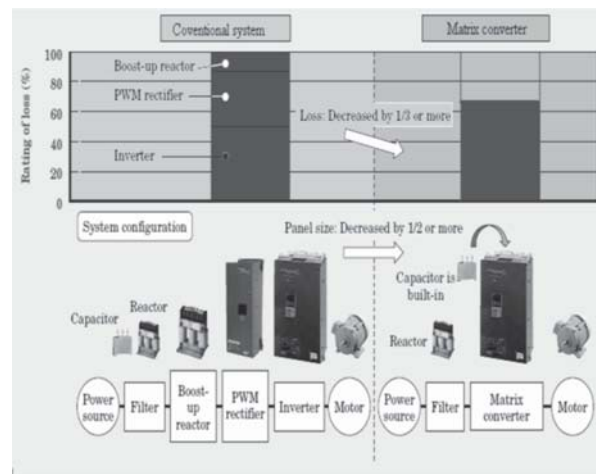 Coventional system
Matrix converter
Rating of loss (%)
100
80
60
40
20
0
Boost-up reactor
PWM rectifier
Inverter
Loss: Decreased by 1/3 or more
System configuration
Panel size: Decreased by 1/2 or more
Capacitor
Reactor
Capacitor is
built-in
Reactor
Power
source
Filter
Boost-
up
reactor
PWM
rectifier
Inverter
Motor
Power
source
Filter
Matrix
converter
Motor